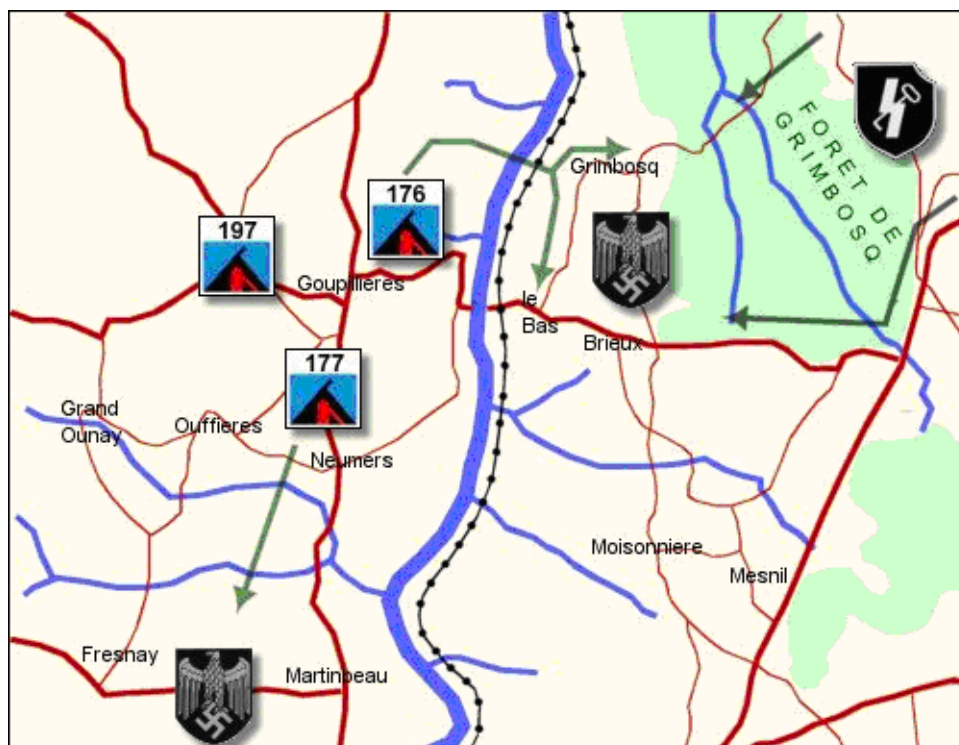 176
Grimbosq
FORET DE
GRIMBOSQ
197
Goupillieres
le
Bas
Brieux
177
Grand
Ounay
Ouffieres
Neumers
Moisonniere
Mesnil
Fresnay
Martinbeau